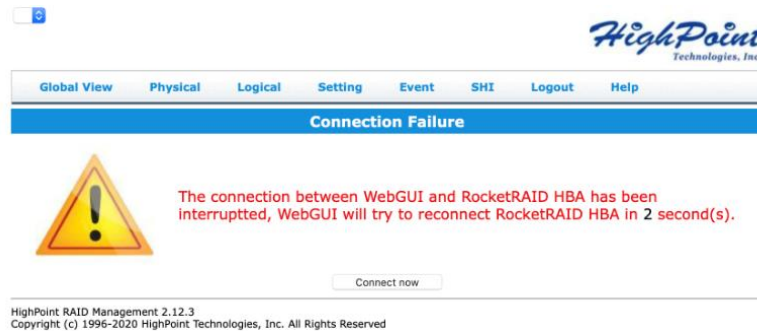 HighPoint
Technologies, Inc
Global View Physical Logical Setting Event SHI Logout Help
Connection Failure
The connection between WebGUI and RocketRAID HBA has been
interruptted, WebGUI will try to reconnect RocketRAID HBA in 2 second(s).
Connect now
HighPoint RAID Management 2.12.3
Copyright (c) 1996-2020 HighPoint Technologies, Inc. All Rights Reserved